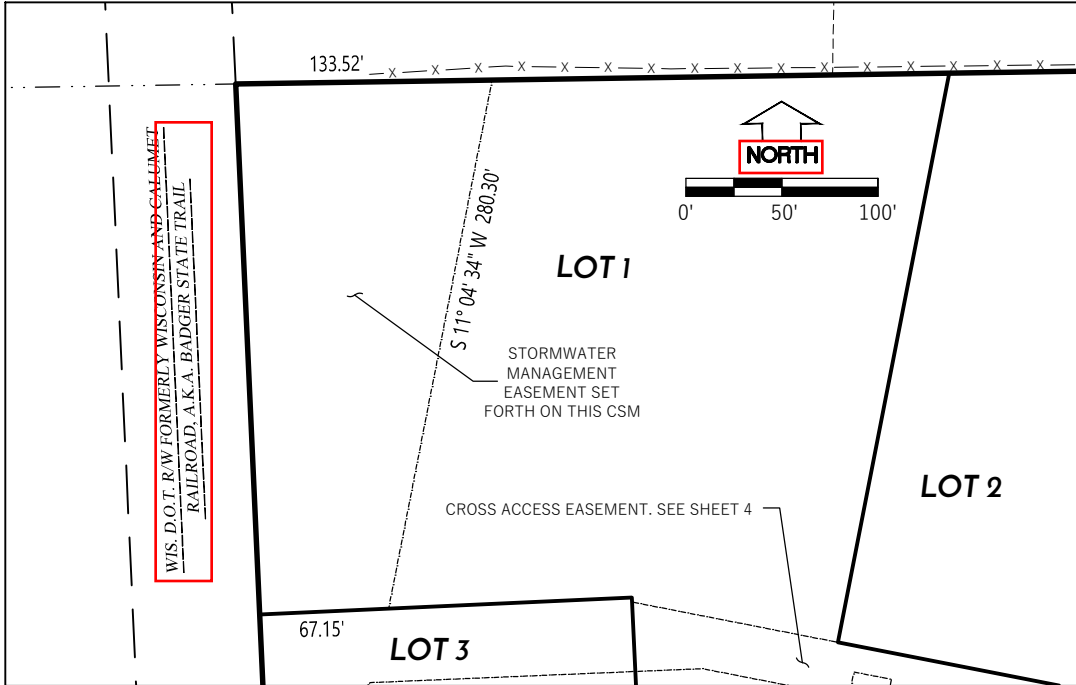 133.52'
X X X X X X X X X X X X X X X X
NORTH
0' 50' 100'
S 11° 04' 34" W 280.30'
LOT 1
WIS. D.O.T. R/W FORMERLY WISCONSIN AND CALUMET
RAILROAD, A.K.A. BADGER STATE TRAIL
STORMWATER
MANAGEMENT
EASEMENT SET
FORTH ON THIS CSM
LOT 2
CROSS ACCESS EASEMENT. SEE SHEET 4
67.15'
LOT 3